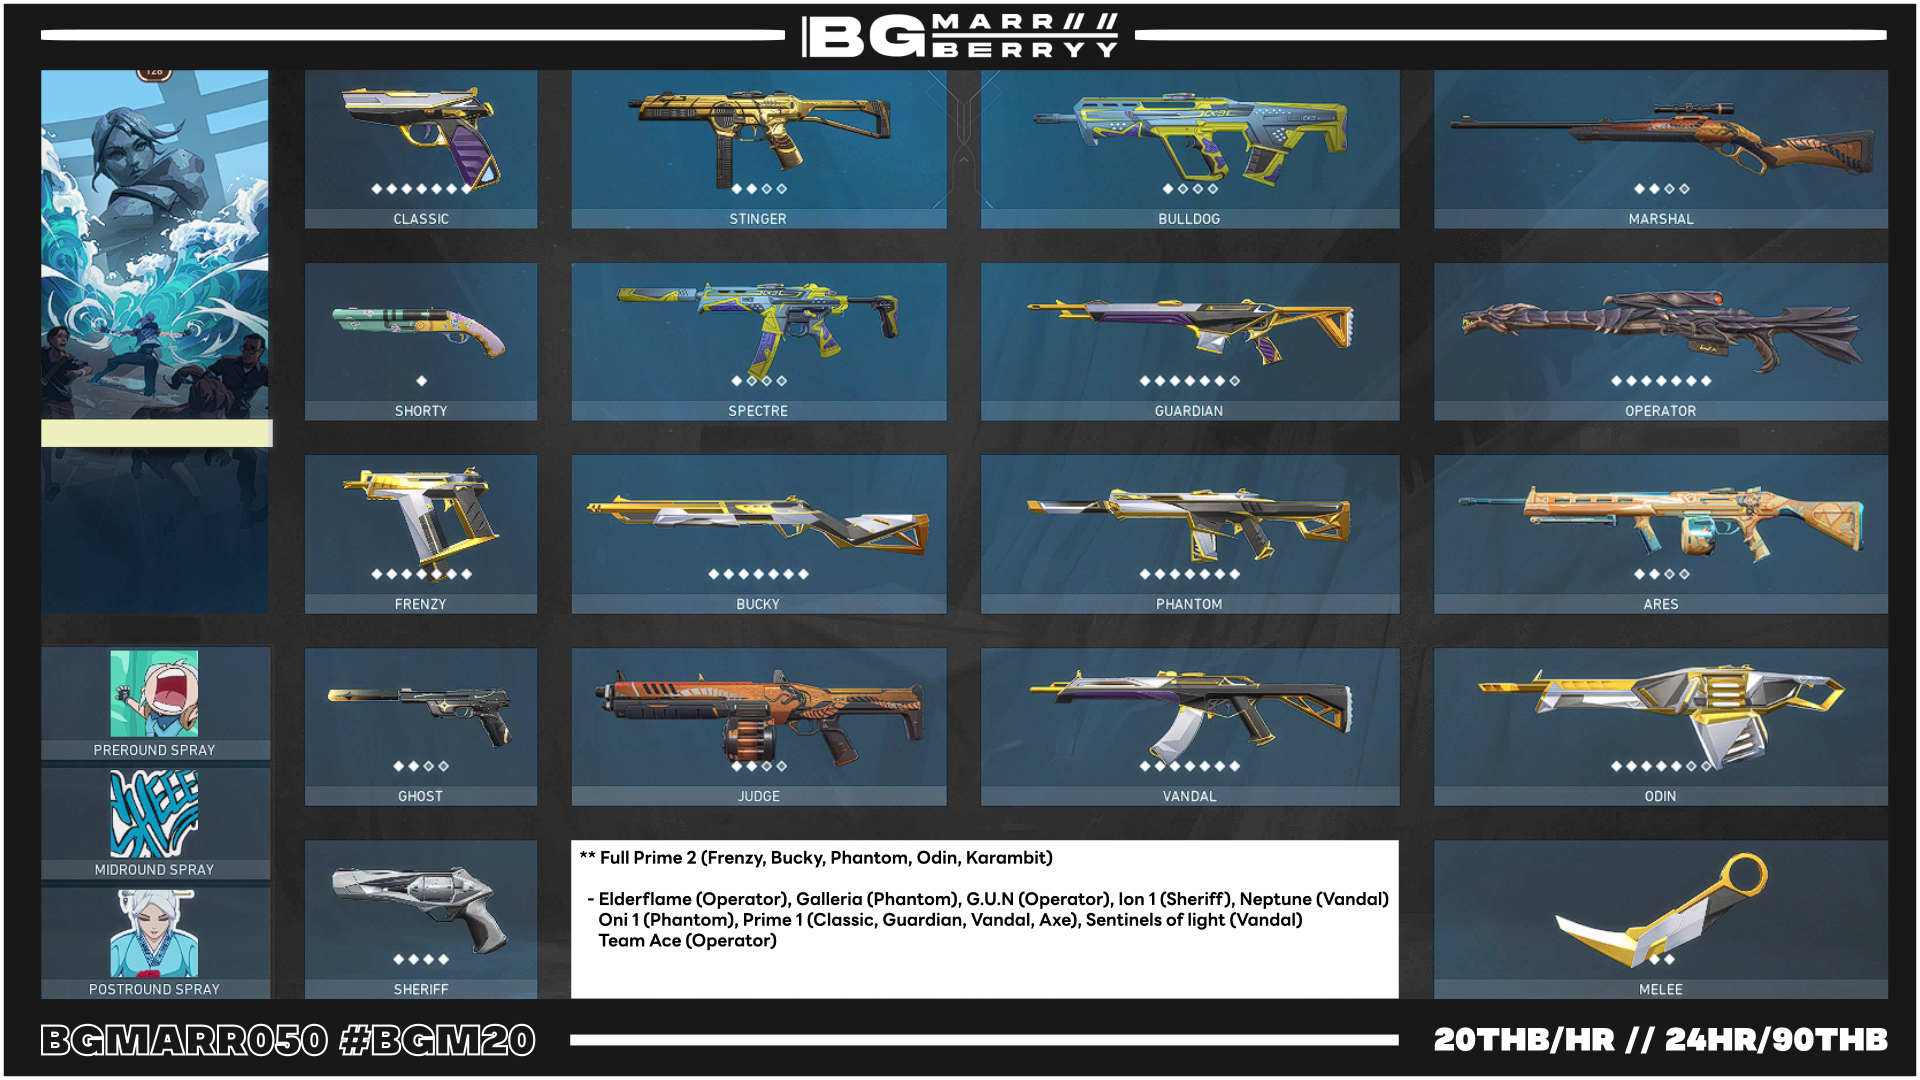 BG MARR// //
BERRYY
128
CLASSIC
STINGER
BULLDOG
MARSHAL
SHORTY
SPECTRE
GUARDIAN
OPERATOR
FRENZY
BUCKY
PHANTOM
ARES
PREROUND SPRAY
GHOST
JUDGE
VANDAL
ODIN
MIDROUND SPRAY
POSTROUND SPRAY
SHERIFF
** Full Prime 2 (Frenzy, Bucky, Phantom, Odin, Karambit)
- Elderflame (Operator), Galleria (Phantom), G.U.N (Operator), Ion 1 (Sheriff), Neptune (Vandal)
Oni 1 (Phantom), Prime 1 (Classic, Guardian, Vandal, Axe), Sentinels of light (Vandal)
Team Ace (Operator)
MELEE
BGMARR050 #BGM20
20THB/HR // 24HR/90THB